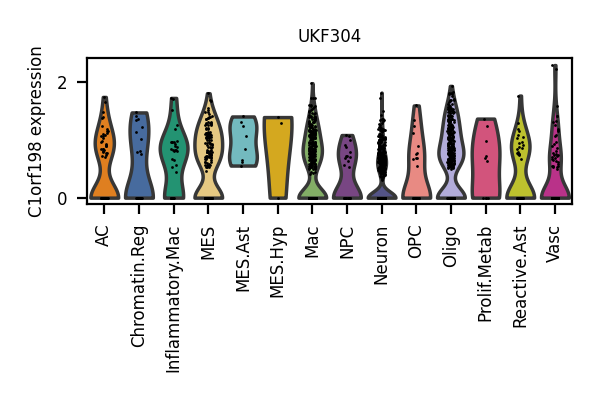 UKF304
C1orf198 expression
2
0
AC
Chromatin.Reg
Inflammatory.Mac
MES
MES.Ast
MES.Hyp
Mac
NPC
Neuron
OPC
Oligo
Prolif.Metab
Reactive.Ast
Vasc